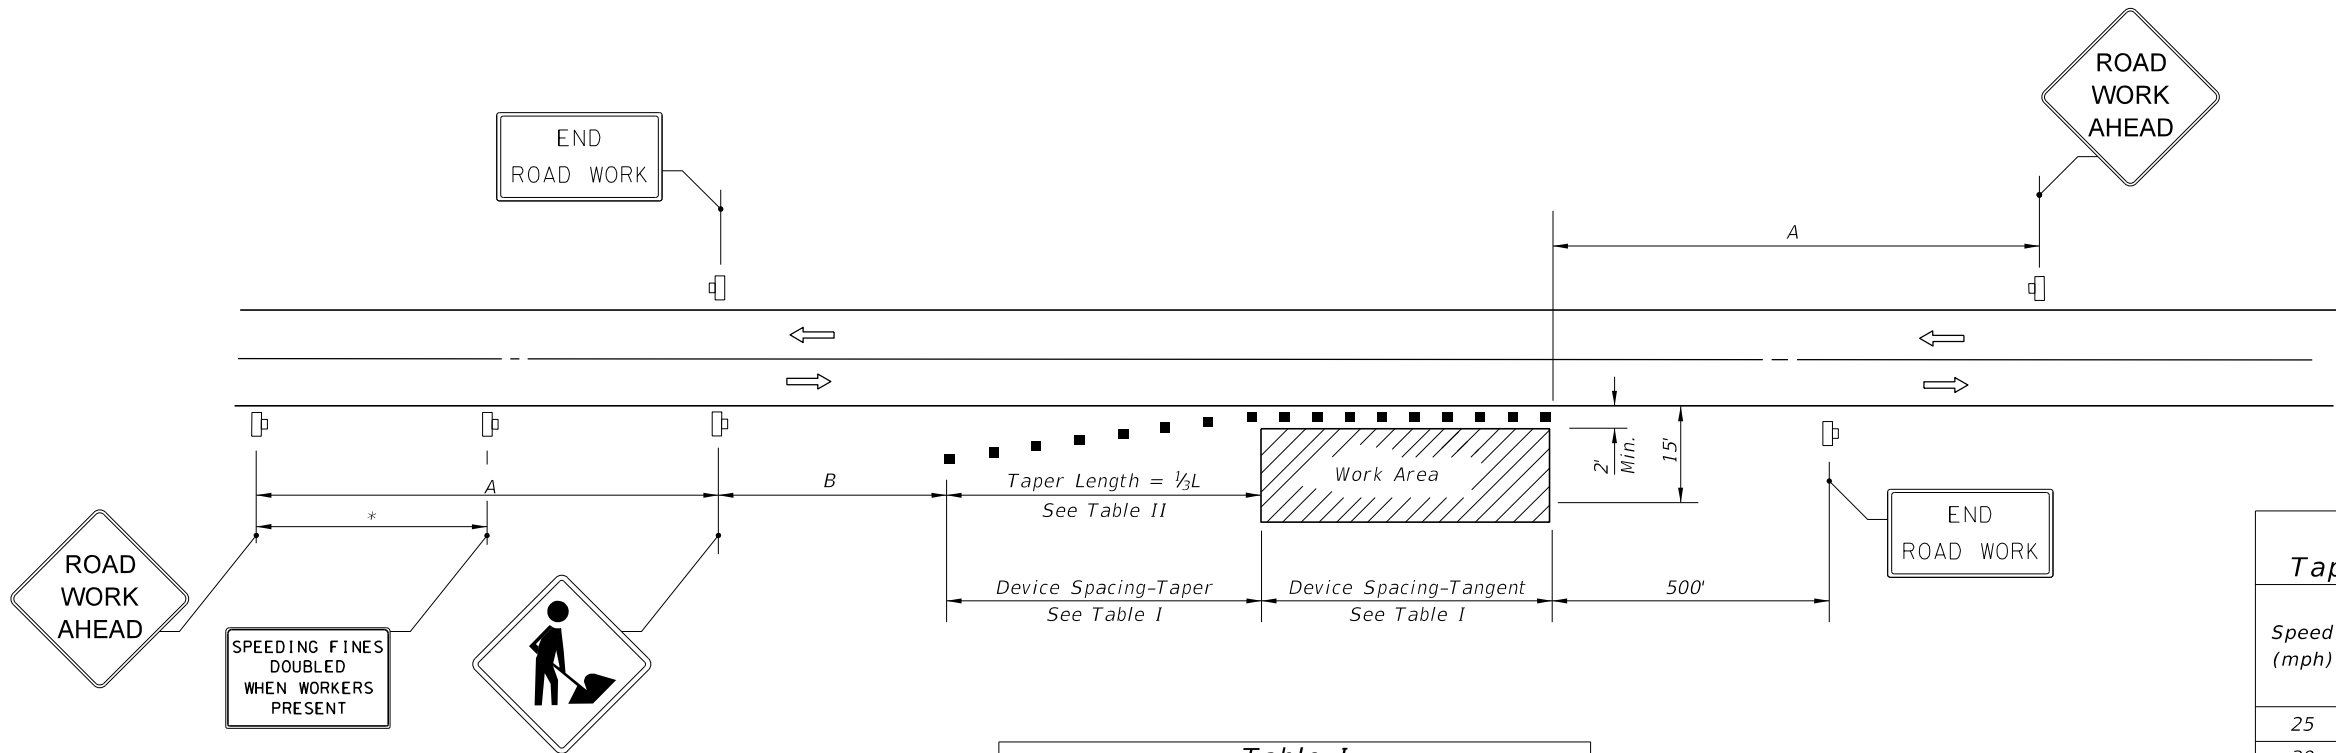 ROAD
WORK
AHEAD
END
ROAD WORK
A
A
B
Taper Length = ⅓L
See Table II
Work Area
2'
Min.
15'
*
END
ROAD WORK
ROAD
WORK
AHEAD
SPEEDING FINES
DOUBLED
WHEN WORKERS
PRESENT
Device Spacing-Taper
See Table I
Device Spacing-Tangent
See Table I
500'
Speed
(mph)
25
Table I